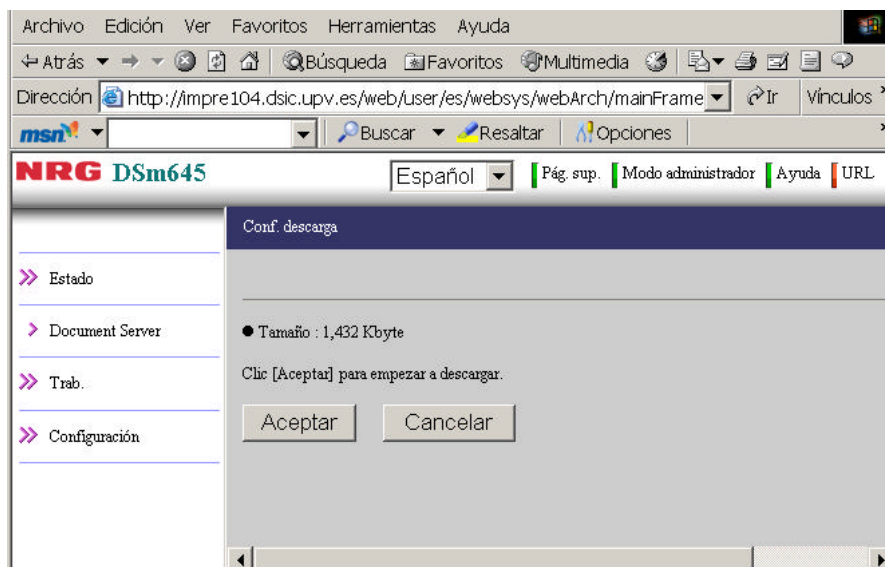 Archivo Edición Ver Favoritos Herramientas Ayuda
Atrás Búsqueda Favoritos Multimedia
Dirección http://impre104.dsic.upv.es/web/user/es/websys/webArch/mainFrame Ir Vínculos
msn Buscar Resaltar Opciones
NRG DSm645 Español Pág. sup. Modo administrador Ayuda URL
Conf. descarga
Estado
Document Server
● Tamaño : 1,432 Kbyte
Clic [Aceptar] para empezar a descargar.
Trab.
Aceptar Cancelar
Configuración